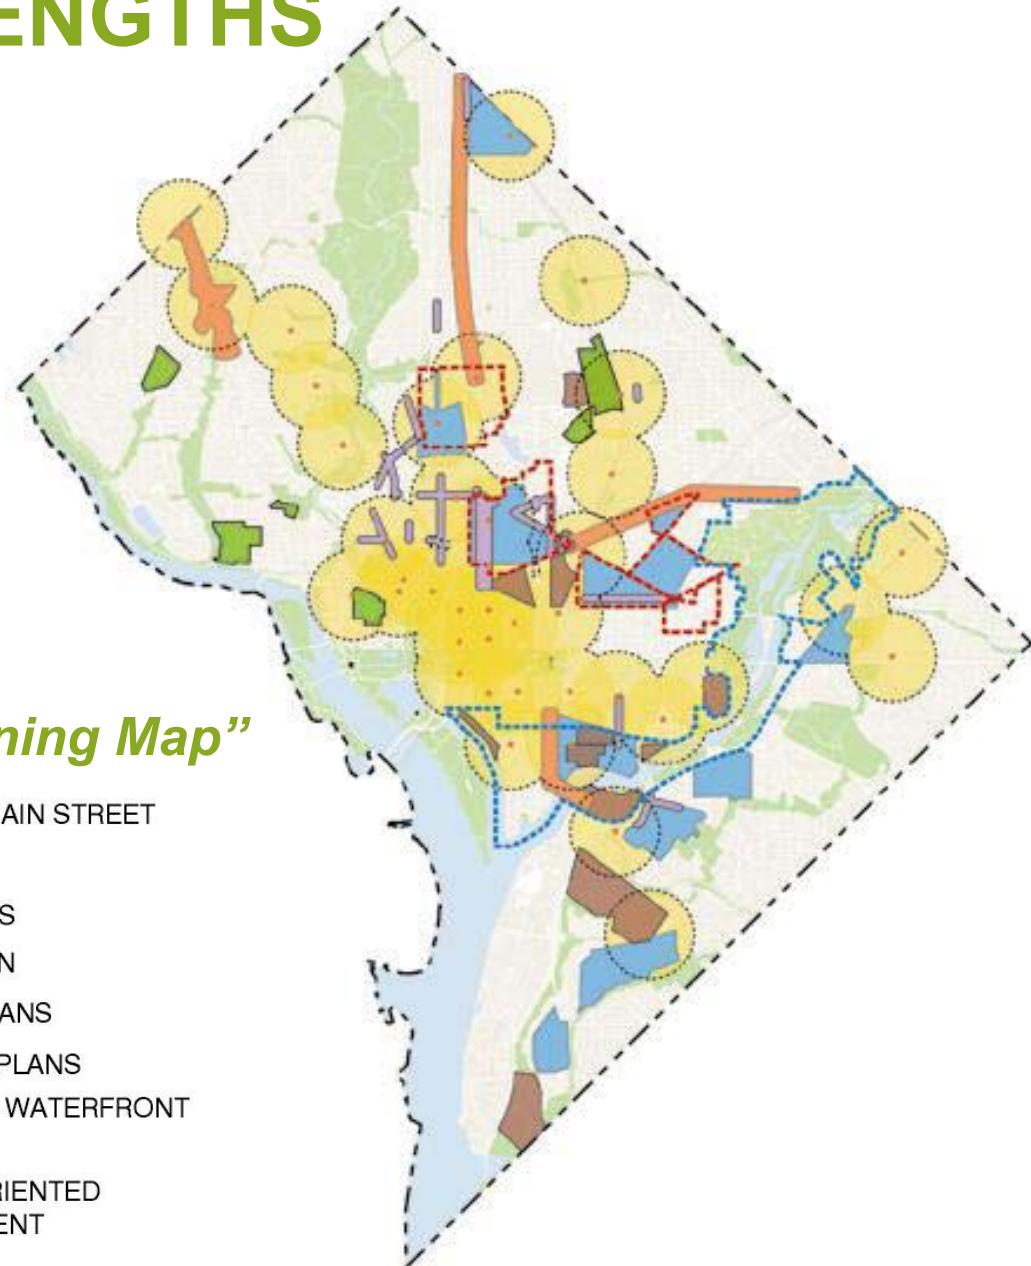 ENGTHS
ning Map”
AIN STREET
S
N
ANS
PLANS
WATERFRONT
RIENTED
ENT